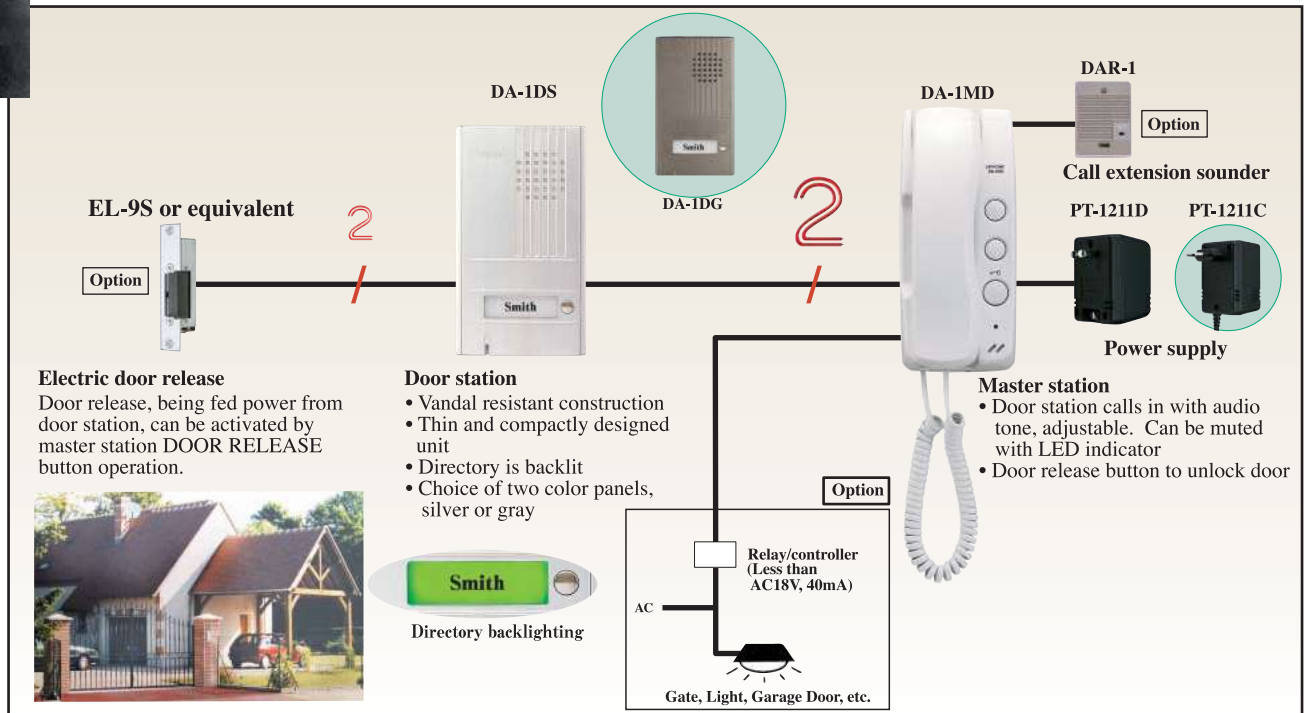 DA-1DS
Smith
DA-1DG
DA-1MD
DAR-1
Option
Call extension sounder
PT-1211D
PT-1211C
Power supply
EL-9S or equivalent
Option
2
Smith
2
Electric door release
Door release, being fed power from
door station, can be activated by
master station DOOR RELEASE
button operation.
Door station
• Vandal resistant construction
• Thin and compactly designed
unit
• Directory is backlit
• Choice of two color panels,
silver or gray
Smith
Directory backlighting
Master station
• Door station calls in with audio
tone, adjustable. Can be muted
with LED indicator
• Door release button to unlock door
Option
Relay/controller
(Less than
AC18V, 40mA)
AC
Gate, Light, Garage Door, etc.